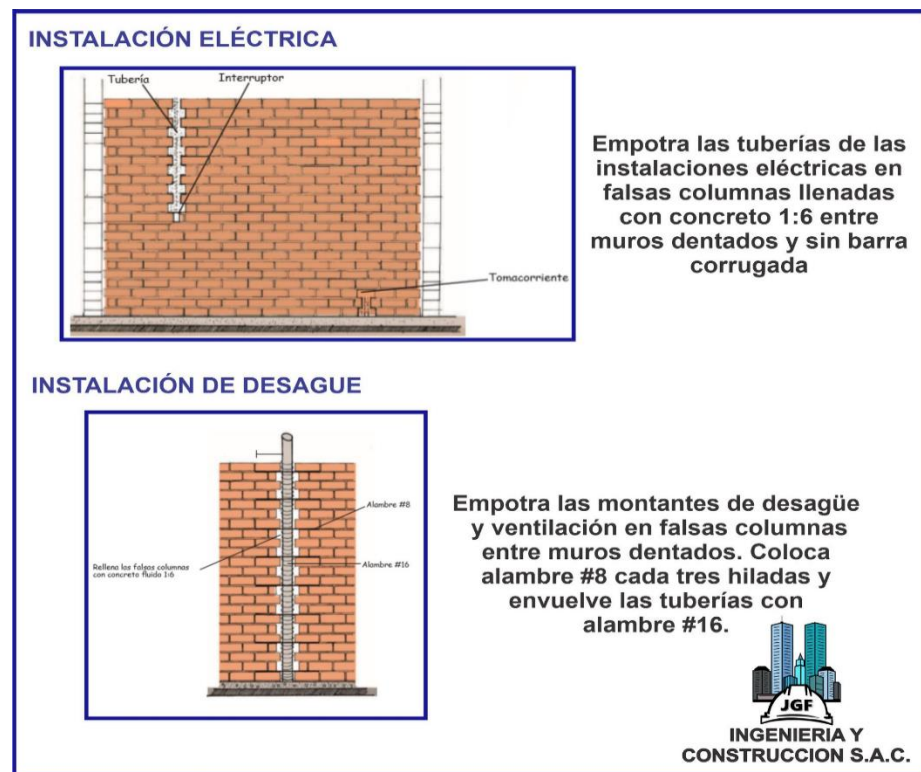 INSTALACIÓN ELÉCTRICA
Tubería
Interruptor
Tomacorriente
Empotra las tuberías de las
instalaciones eléctricas en
falsas columnas llenadas
con concreto 1:6 entre
muros dentados y sin barra
corrugada
INSTALACIÓN DE DESAGUE
Alambre #8
Rellena las falsas columnas
con concreto fluido 1:6
Alambre #16
Empotra las montantes de desagüe
y ventilación en falsas columnas
entre muros dentados. Coloca
alambre #8 cada tres hiladas y
envuelve las tuberías con
alambre #16.
JGF
INGENIERIA Y
CONSTRUCCION S.A.C.